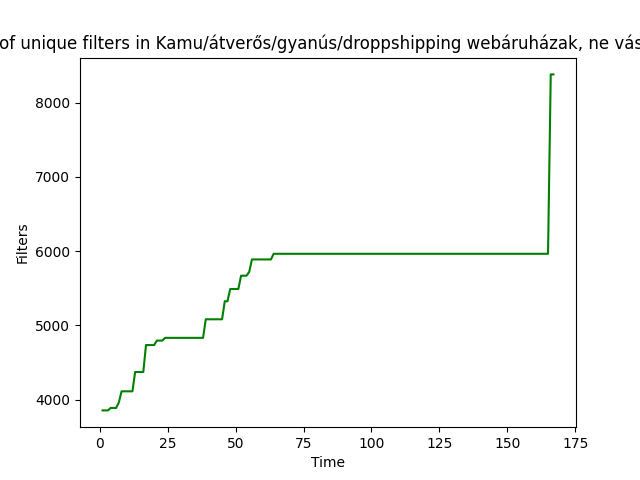 of unique filters in Kamu/átverős/gyanús/droppshipping webáruházak, ne vás
8000
7000
6000
5000
4000
Filters
0 25 50 75 100 125 150 175
Time